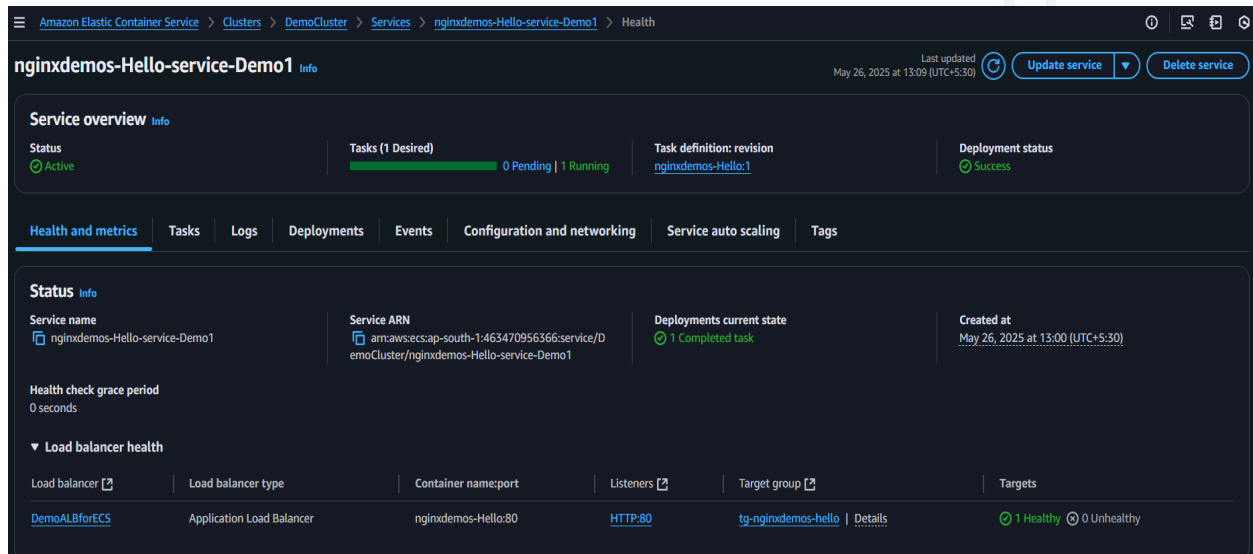 Amazon Elastic Container Service > Clusters > DemoCluster > Services > nginxdemos-Hello-service-Demo1 > Health
nginxdemos-Hello-service-Demo1 Info
Last updated
May 26, 2025 at 13:09 (UTC+5:30)
Update service
Delete service
Service overview Info
Status
Active
Tasks (1 Desired)
0 Pending | 1 Running
Task definition: revision
nginxdemos-Hello:1
Deployment status
Success
Health and metrics
Tasks
Logs
Deployments
Events
Configuration and networking
Service auto scaling
Tags
Status Info
Service name
nginxdemos-Hello-service-Demo1
Service ARN
arn:aws:ecs:ap-south-1:463470956366:service/D
emoCluster/nginxdemos-Hello-service-Demo1
Deployments current state
1 Completed task
Created at
May 26, 2025 at 13:00 (UTC+5:30)
Health check grace period
0 seconds
Load balancer health
Load balancer
Load balancer type
Container name:port
Listeners
Target group
Targets
DemoALBforECS
Application Load Balancer
nginxdemos-Hello:80
HTTP:80
tg-nginxdemos-hello | Details
1 Healthy 0 Unhealthy